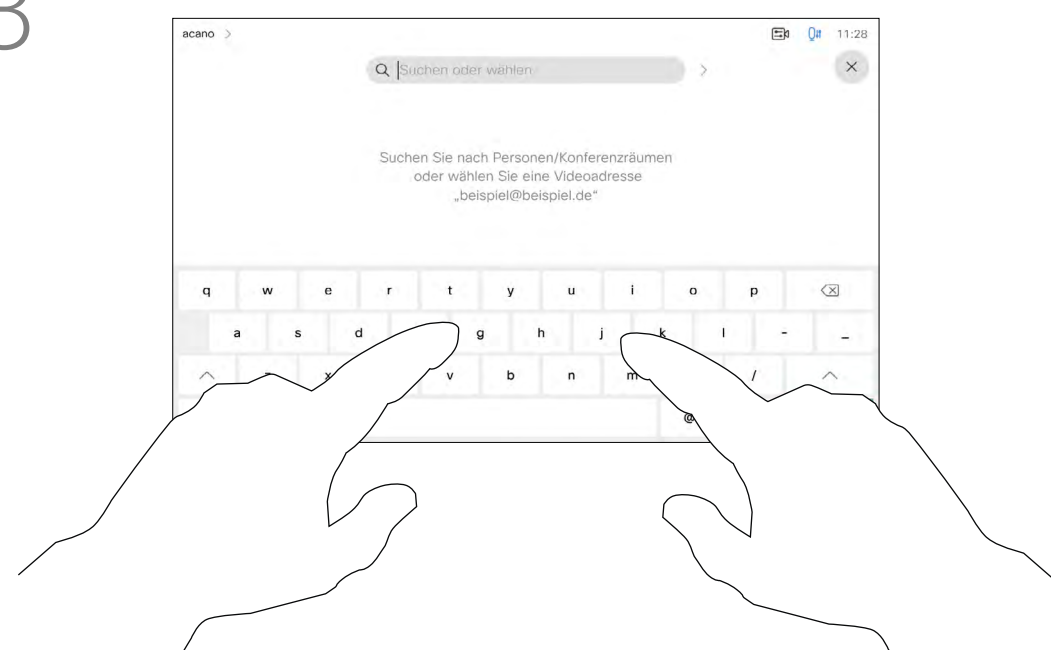 3
acano >
11:28
Suchen oder wählen
Suchen Sie nach Personen/Konferenzräumen
oder wählen Sie eine Videoadresse
„beispiel@beispiel.de“
q w e r t y u i o p
a s d g h j k l - _
x v b n m /
@